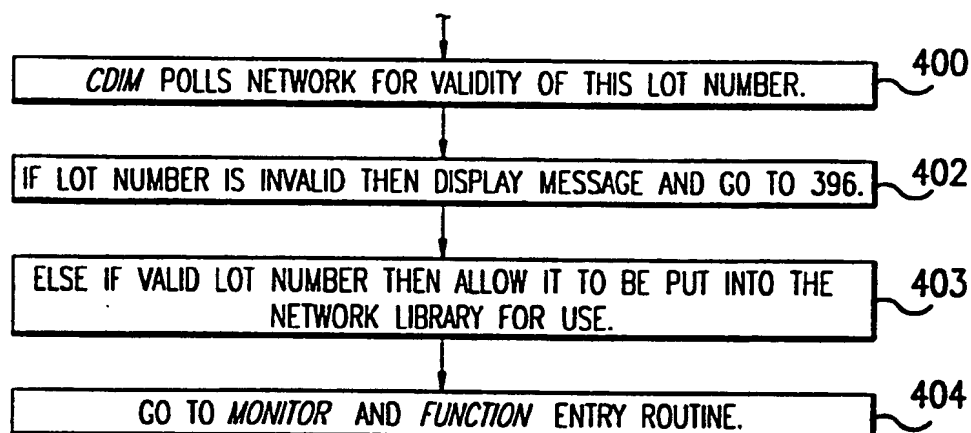 CDIM POLLS NETWORK FOR VALIDITY OF THIS LOT NUMBER.
400
IF LOT NUMBER IS INVALID THEN DISPLAY MESSAGE AND GO TO 396.
402
ELSE IF VALID LOT NUMBER THEN ALLOW IT TO BE PUT INTO THE
NETWORK LIBRARY FOR USE.
403
GO TO MONITOR AND FUNCTION ENTRY ROUTINE.
404